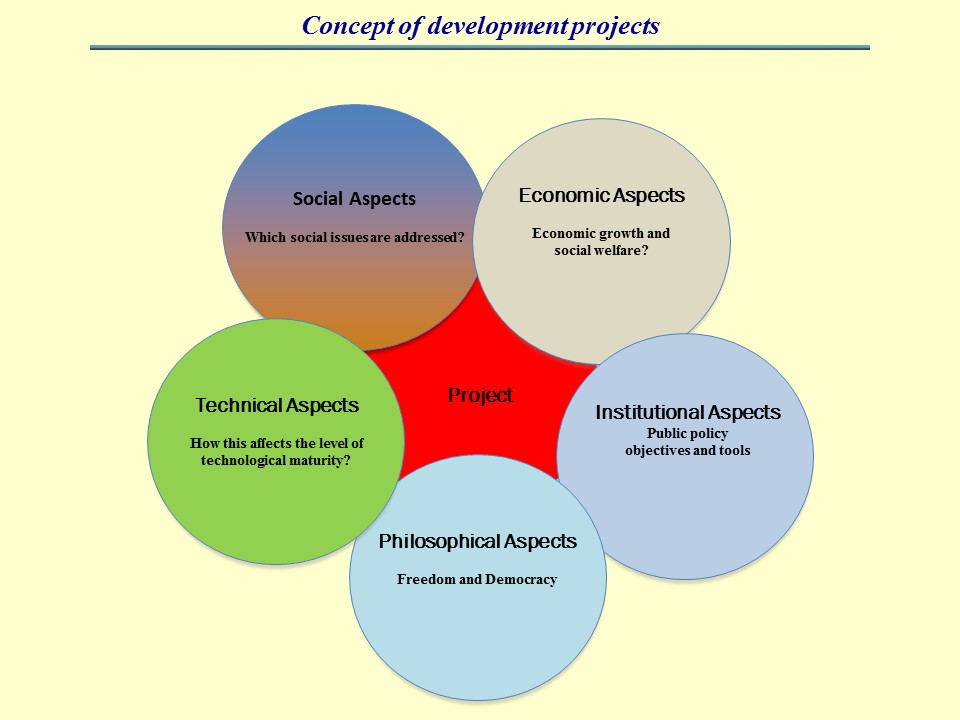 Concept of development projects
Social Aspects
Which social issues are addressed?
Economic Aspects
Economic growth and
social welfare?
Project
Technical Aspects
How this affects the level of
technological maturity?
Institutional Aspects
Public policy
objectives and tools
Philosophical Aspects
Freedom and Democracy